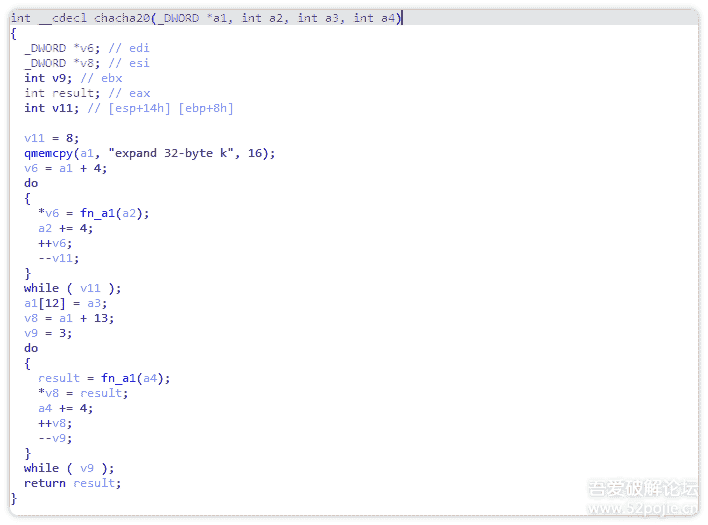 int __cdecl chacha20(_DWORD *a1, int a2, int a3, int a4)
{
  _DWORD *v6; // edi
  _DWORD *v8; // esi
  int v9; // ebx
  int result; // eax
  int v11; // [esp+14h] [ebp+8h]

  v11 = 8;
  qmemcpy(a1, "expand 32-byte k", 16);
  v6 = a1 + 4;
  do
  {
    *v6 = fn_a1(a2);
    a2 += 4;
    ++v6;
    --v11;
  }
  while ( v11 );
  a1[12] = a3;
  v8 = a1 + 13;
  v9 = 3;
  do
  {
    result = fn_a1(a4);
    *v8 = result;
    a4 += 4;
    ++v8;
    --v9;
  }
  while ( v9 );
  return result;
}
吾爱破解论坛
www.52pojie.cn